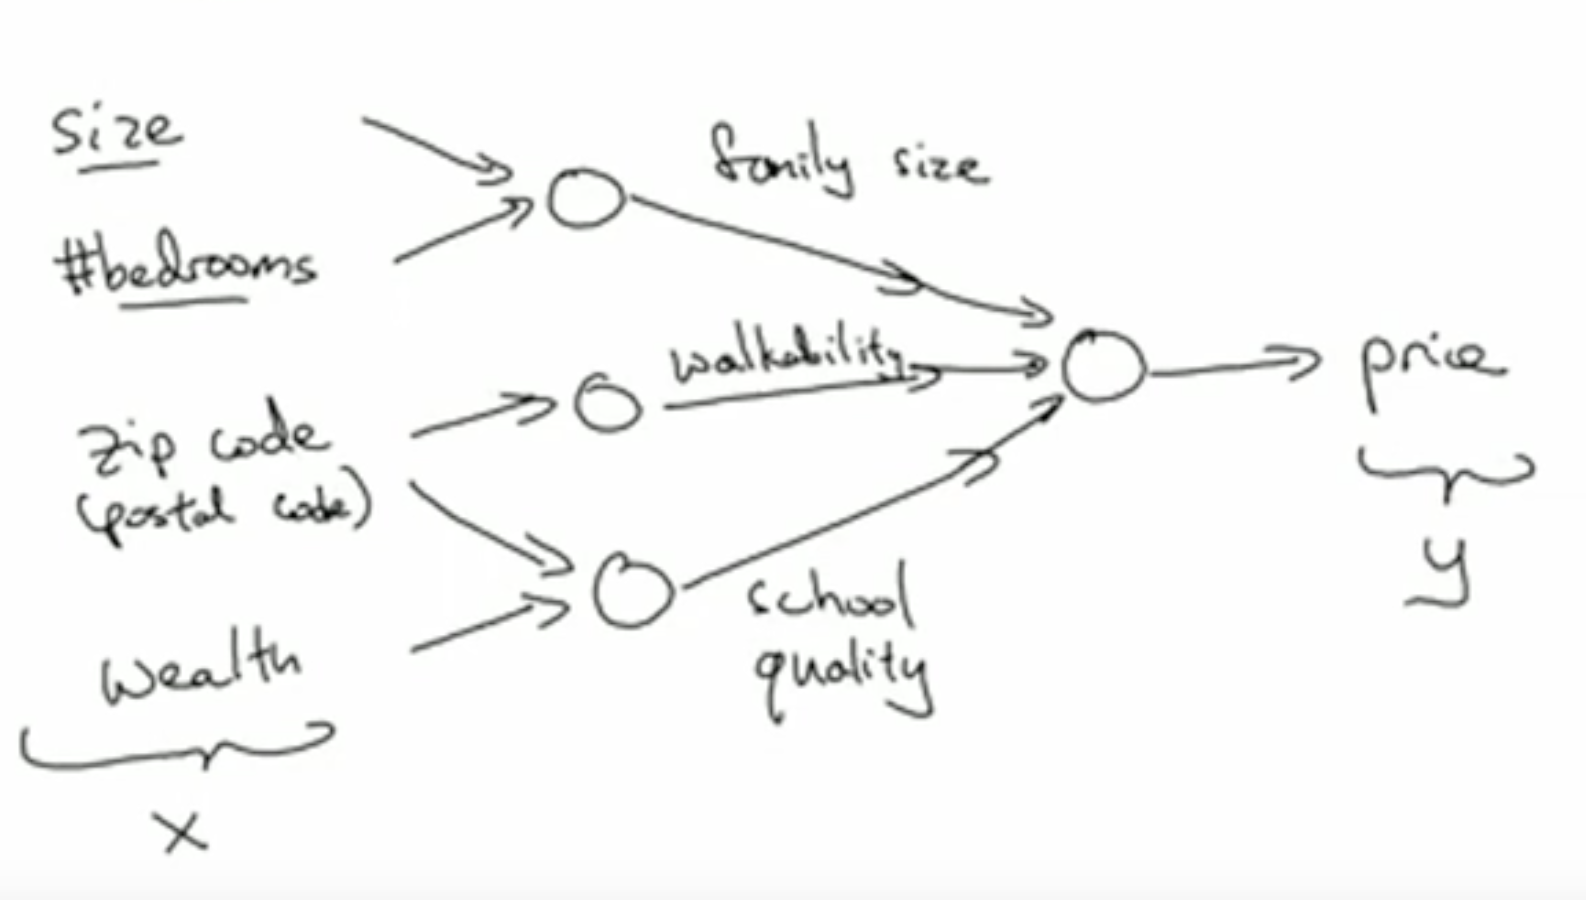 size
#bedrooms
zip code
(postal code)
wealth
x
family size
walkability
school
quality
price
y